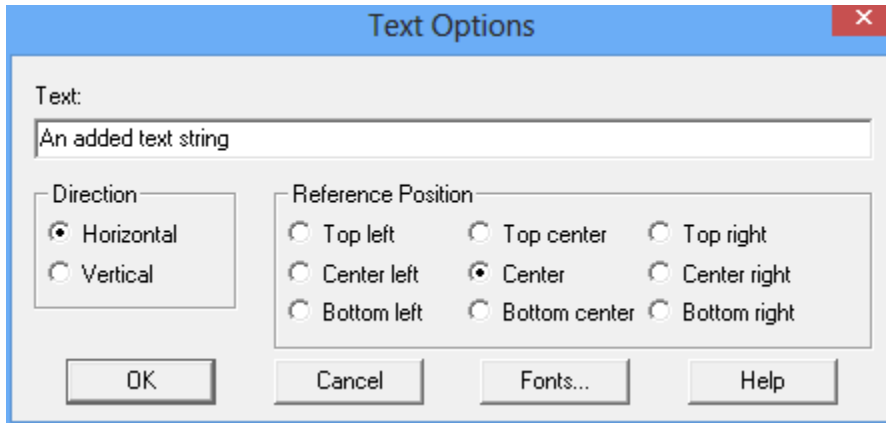 Text Options
Text:
An added text string
Direction
Horizontal
Vertical
Reference Position
Top left Top center Top right
Center left Center Center right
Bottom left Bottom center Bottom right
OK Cancel Fonts... Help